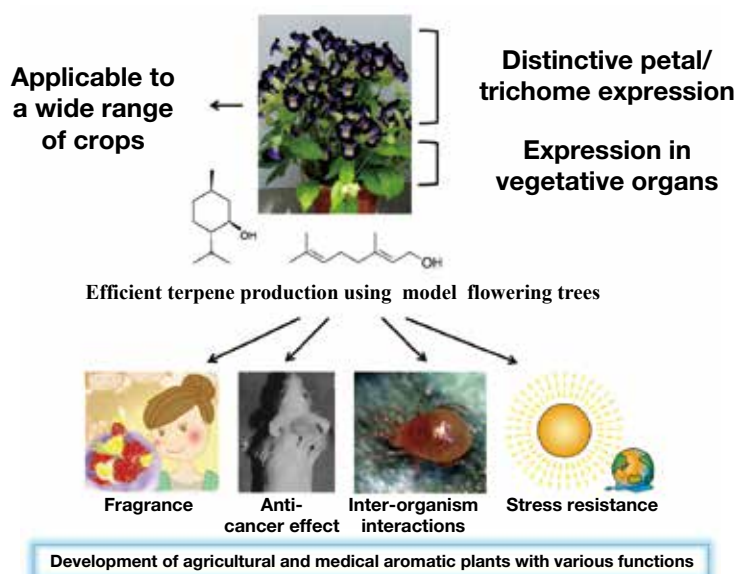 Applicable to
a wide range
of crops
Distinctive petal/
trichome expression
Expression in
vegetative organs
OH
OH
Efficient terpene production using model flowering trees
Fragrance
Anti-
cancer effect
Inter-organism
interactions
Stress resistance
Development of agricultural and medical aromatic plants with various functions